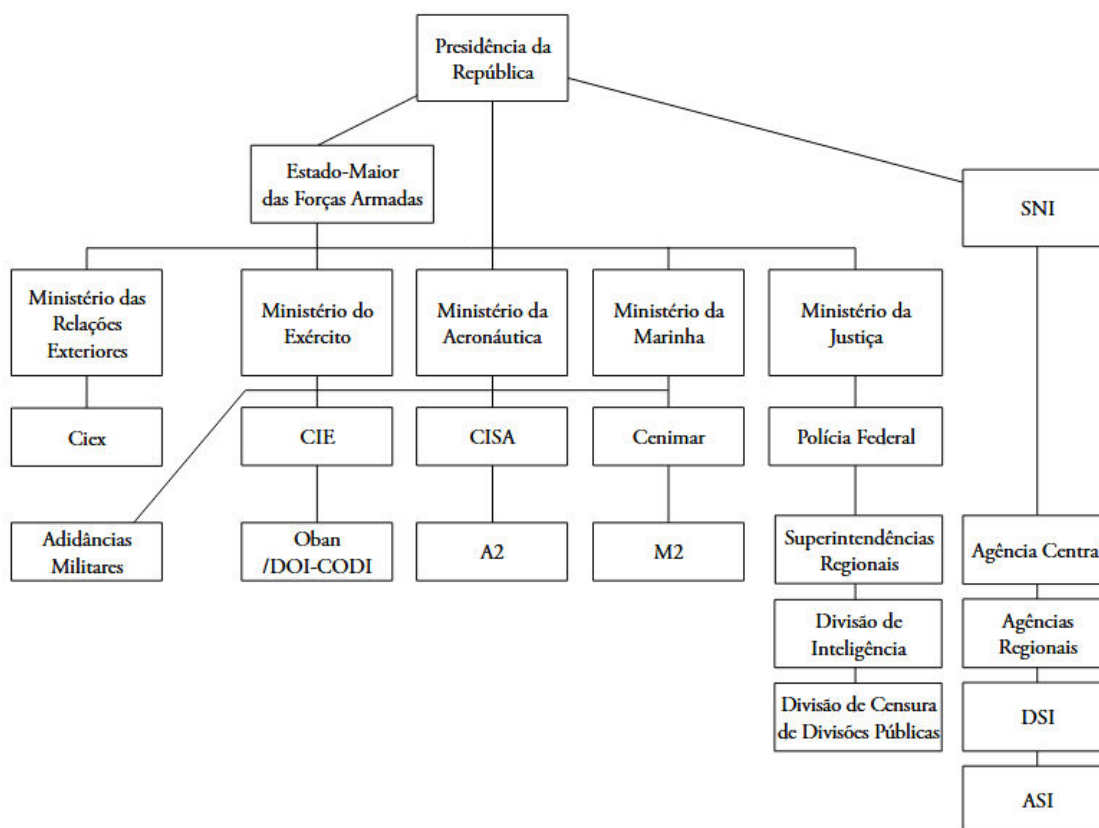 Presidência da
República
Estado-Maior
das Forças Armadas
SNI
Ministério das
Relações
Exteriores
Ministério do
Exército
Ministério da
Aeronáutica
Ministério da
Marinha
Ministério da
Justiça
Ciex
CIE
CISA
Cenimar
Polícia Federal
Adidâncias
Militares
Oban
/DOI-CODI
A2
M2
Superintendências
Regionais
Agência Centra
Divisão de
Inteligência
Agências
Regionais
Divisão de Censura
de Divisões Públicas
DSI
ASI